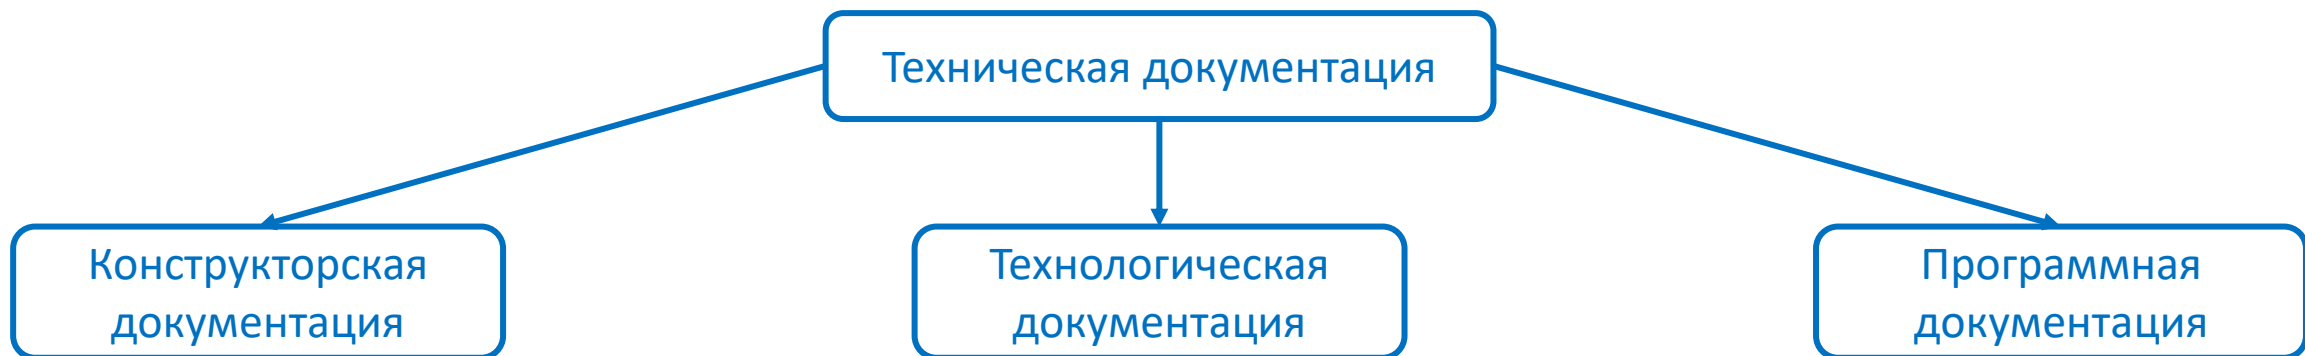 Техническая документация
Конструкторская
документация
Технологическая
документация
Программная
документация